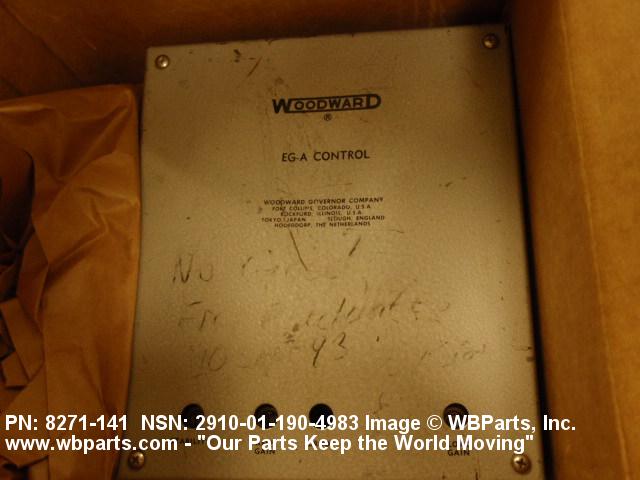 WOODWARD
®
EG-A CONTROL
WOODWARD GOVERNOR COMPANY
FORT COLLINS, COLORADO, U.S.A.
ROCKFORD, ILLINOIS, U.S.A.
TOKYO, JAPAN SLOUGH, ENGLAND
HOOFDDORP, THE NETHERLANDS
No
93
GAIN
GAIN
PN: 8271-141 NSN: 2910-01-190-4983 Image © WBParts, Inc.
www.wbparts.com - "Our Parts Keep the World Moving"